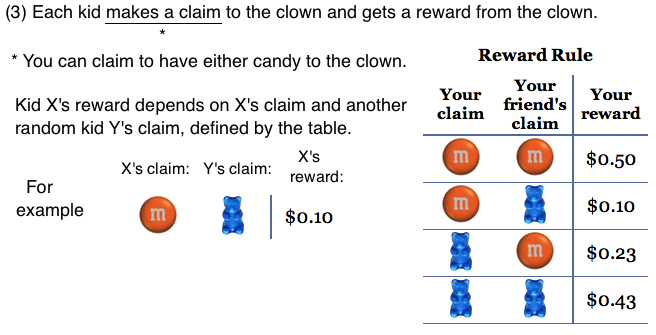 (3) Each kid makes a claim to the clown and gets a reward from the clown.
*
* You can claim to have either candy to the clown.
Kid X's reward depends on X's claim and another
random kid Y's claim, defined by the table.
For
example
X's claim: Y's claim: X's
reward:
m $0.10
Reward Rule
Your
claim
Your
friend's
claim
Your
reward
m m $0.50
m $0.10
m $0.23
$0.43